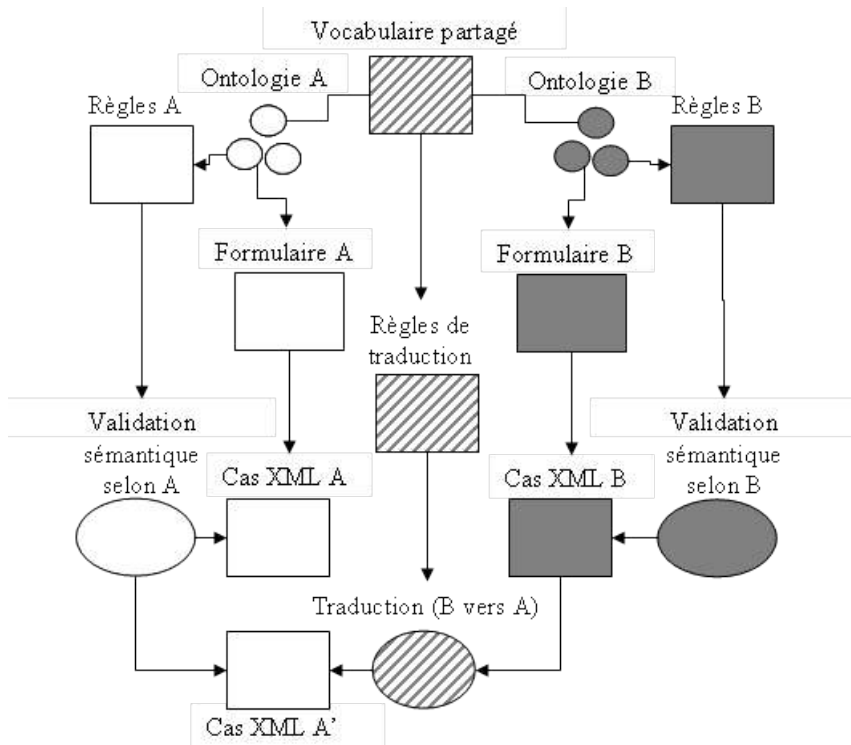 Vocabulaire partagé
Ontologie A
Ontologie B
Règles A
Règles B
Formulaire A
Formulaire B
Règles de
traduction
Validation
sémantique
selon A
Cas XML A
Cas XML B
Validation
sémantique
selon B
Traduction (B vers A)
Cas XML A’